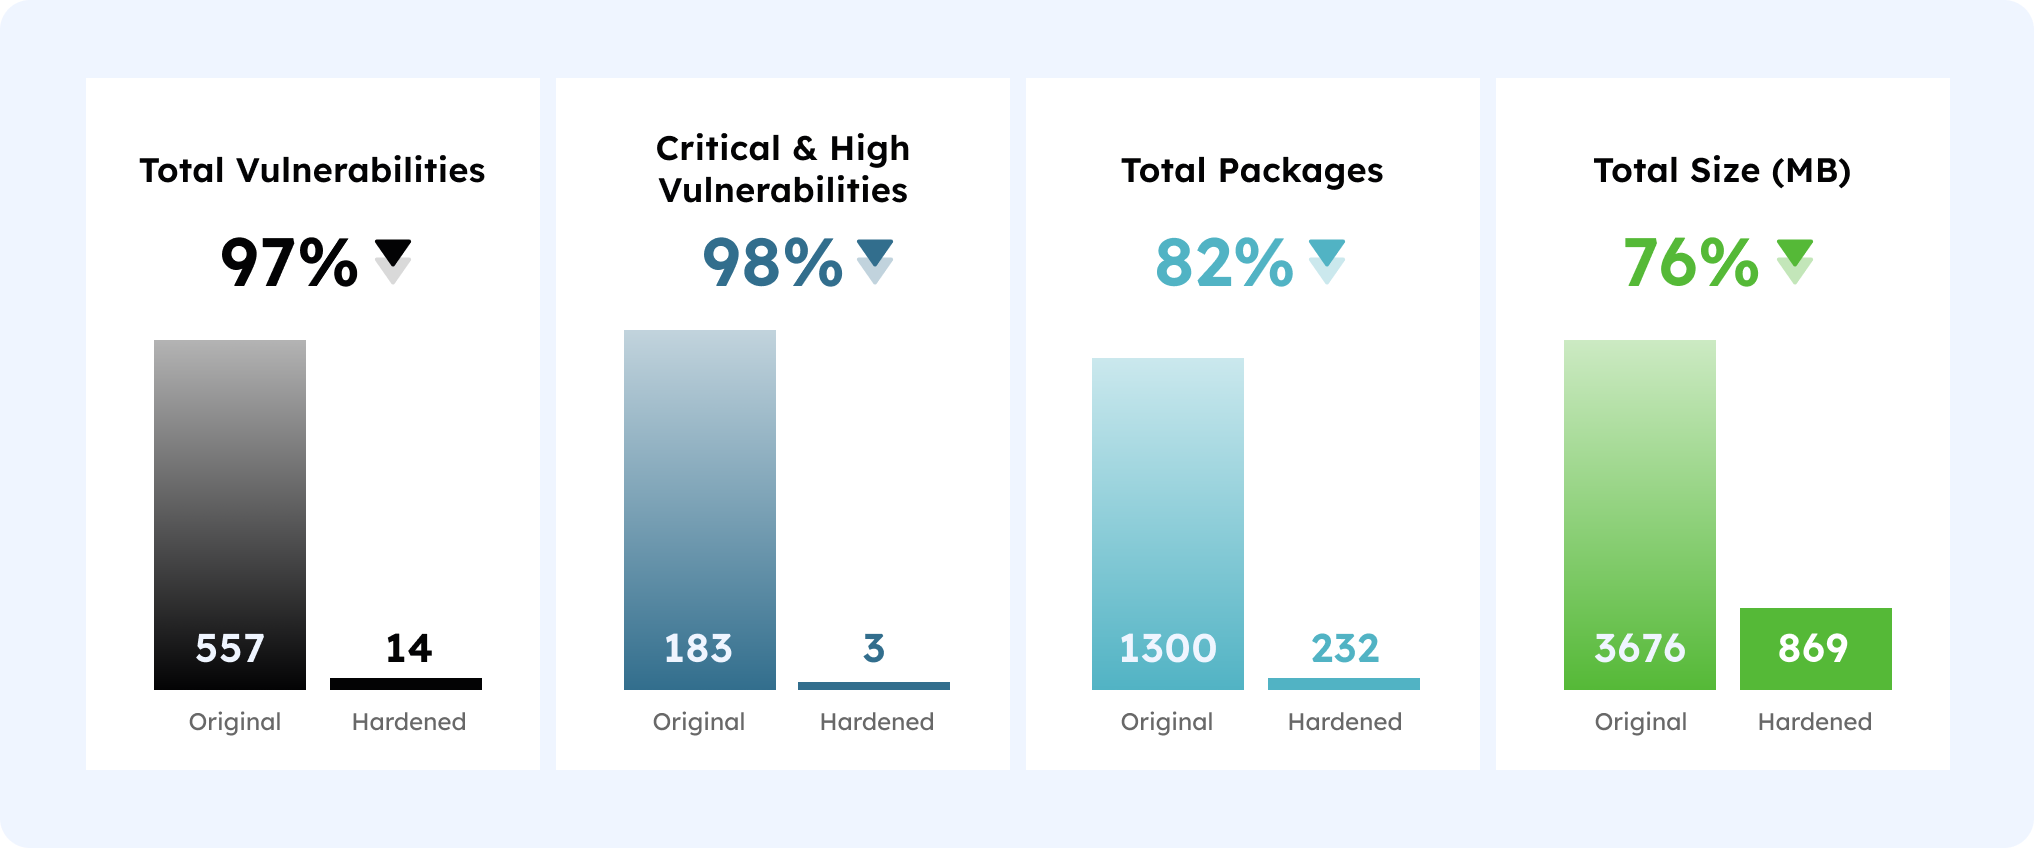 Total Vulnerabilities
97%
557
14
Original
Hardened
Critical & High
Vulnerabilities
98%
183
3
Original
Hardened
Total Packages
82%
1300
232
Original
Hardened
Total Size (MB)
76%
3676
869
Original
Hardened